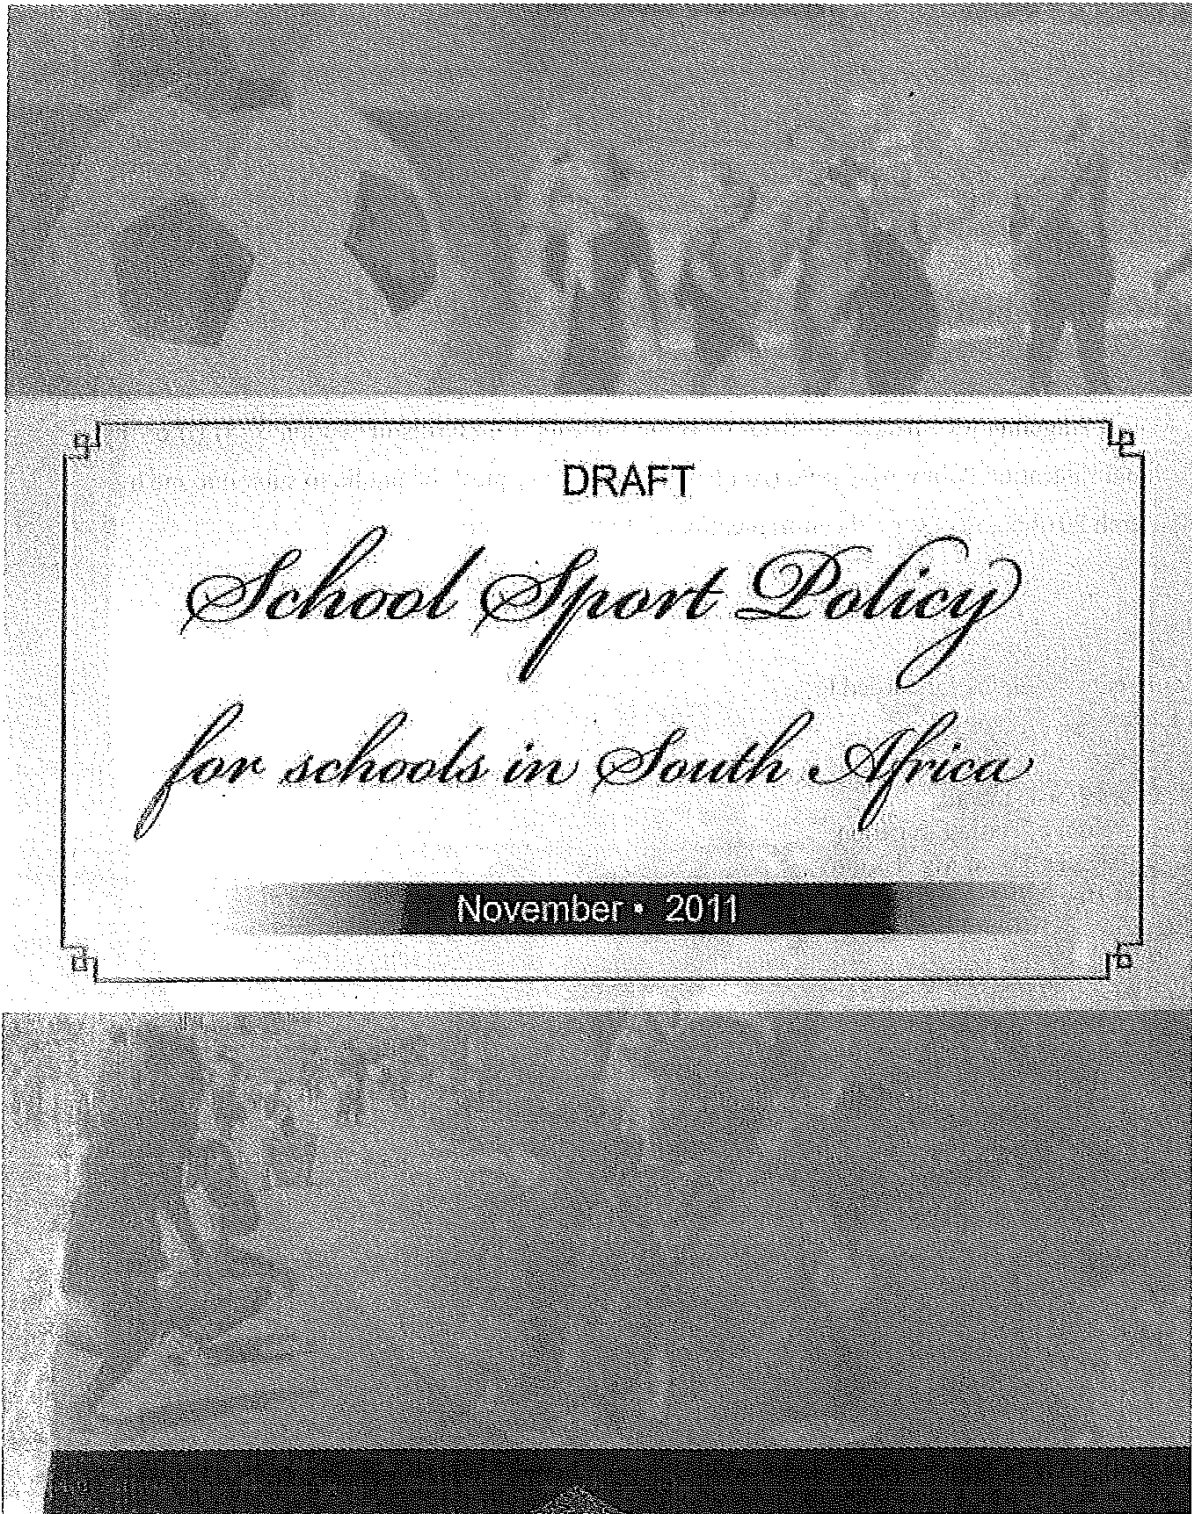 DRAFT
School Sport Policy
for schools in South Africa
November • 2011